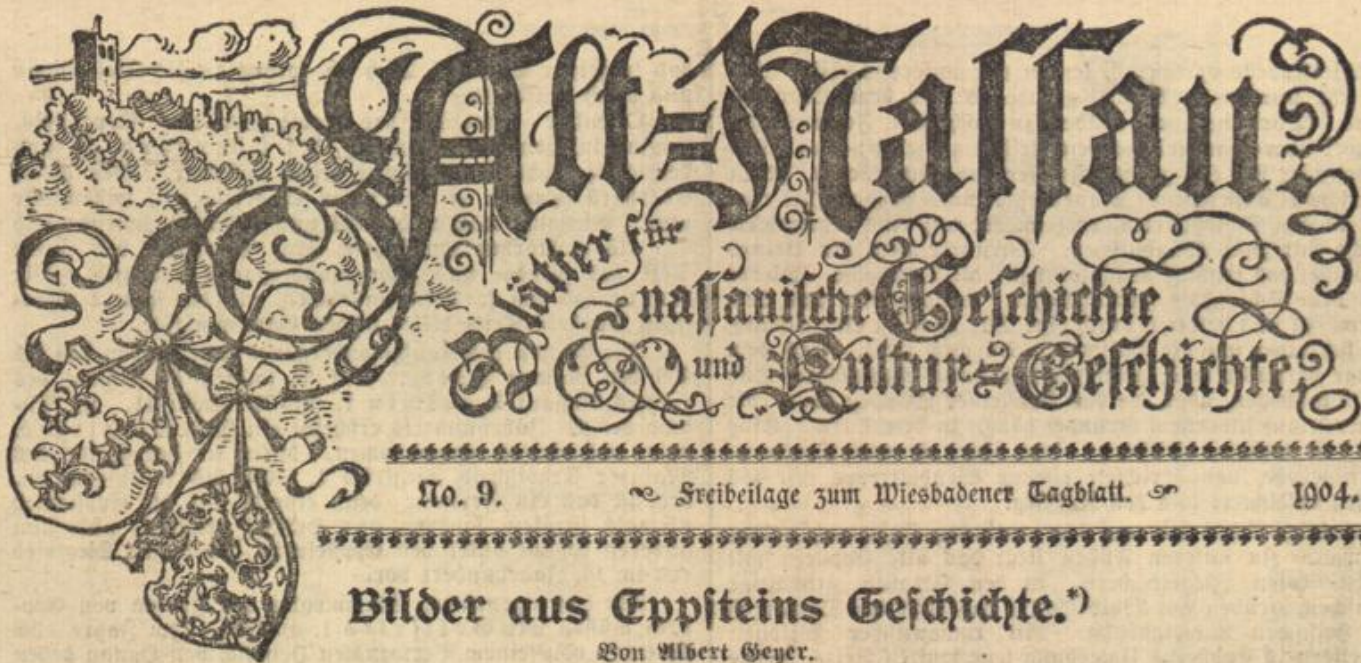 Alt-Nassau
Blätter für
nassauische Geschichte
und Kultur-Geschichte
No. 9. Freibeilage zum Wiesbadener Tagblatt. 1904.
Bilder aus Eppsteins Geschichte.*)
Von Albert Geyer.